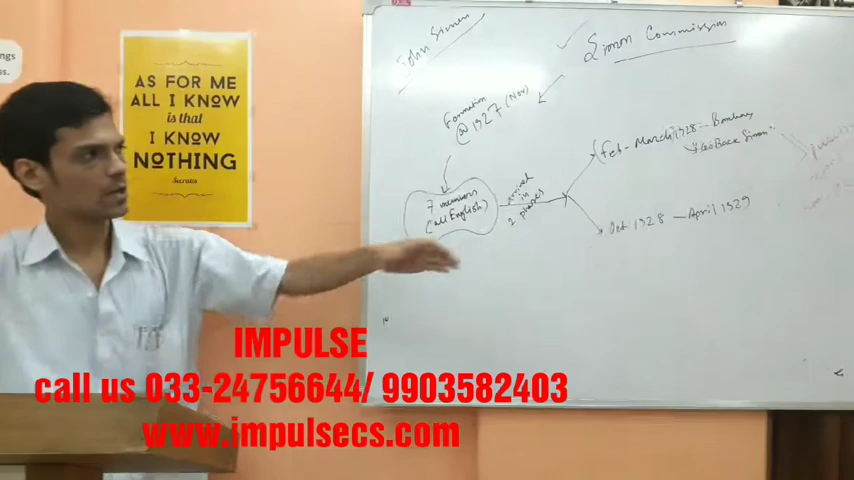 ngs
AS FOR ME
ALL I KNOW
is that
I KNOW
NOTHING
Socrates
John Simon
Simon Commission
Formation
@ 1927 (Nov)
7 members
(all English)
arrival
in
2 phases
Feb - March 1928 - Bombay
"Go Back Simon"
Oct 1928 - April 1929
IMPULSE
call us 033-24756644/ 9903582403
www.impulsecs.com